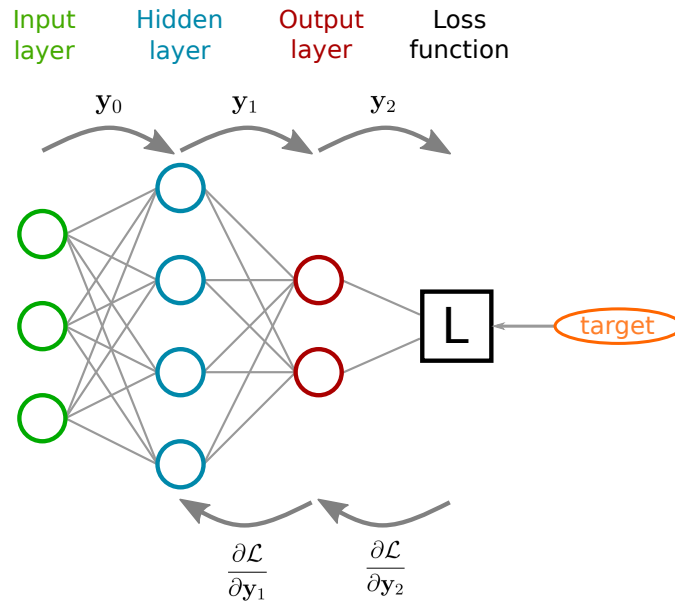 Input layer
Hidden layer
Output layer
Loss function
y₀
y₁
y₂
L
target
∂ℒ/∂y₁
∂ℒ/∂y₂